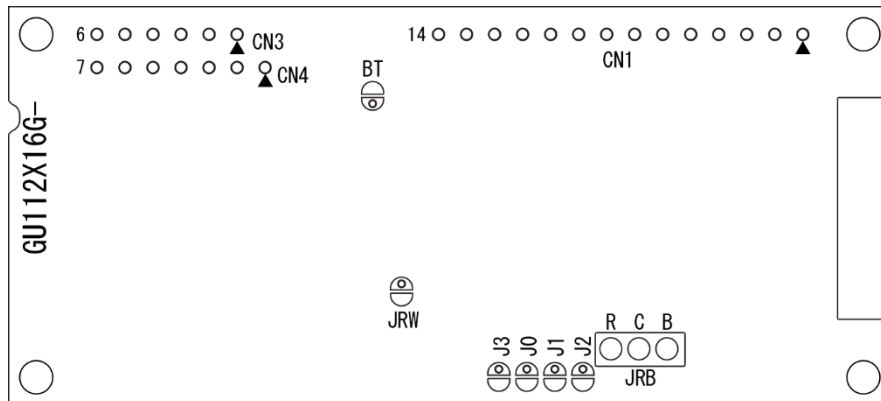 6 CN3
14 CN1
7 CN4
BT
GU112X16G-
JRW
J3 J0 J1 J2
R C B
JRB